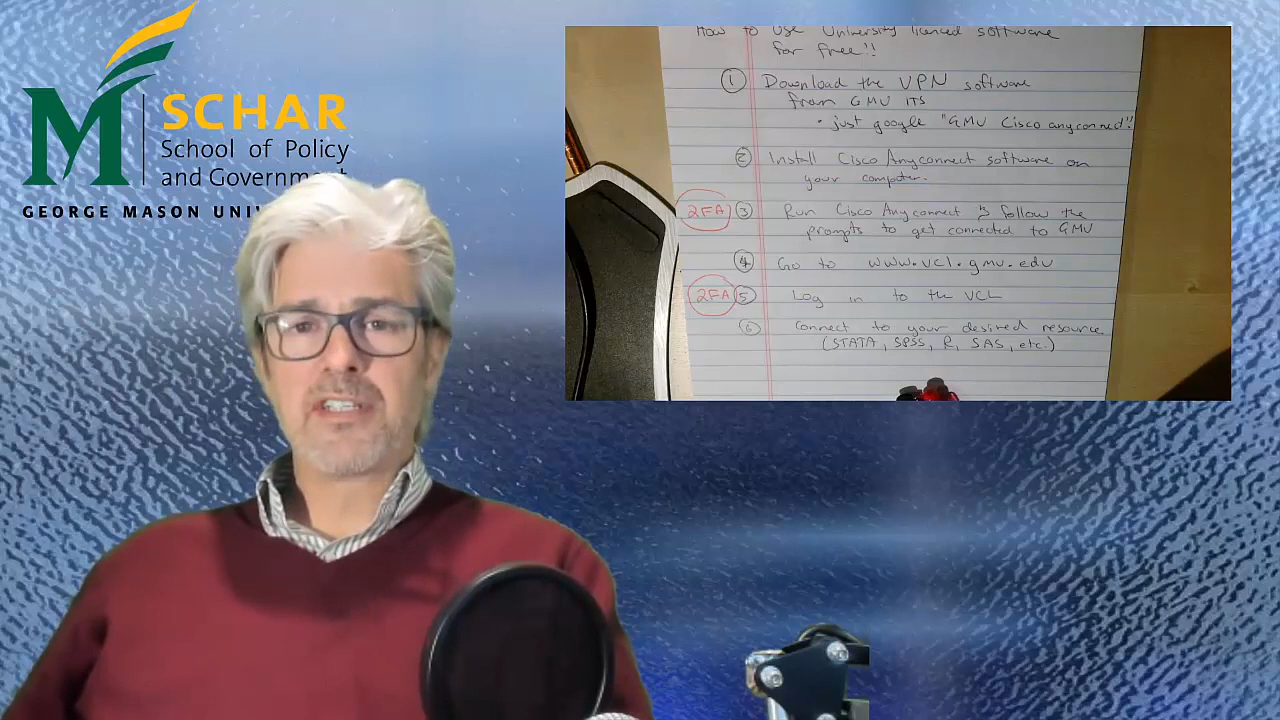 SCHAR
School of Policy
and Government
GEORGE MASON UNI
How to Use University licenced software
for free!!
① Download the VPN software
from GMU ITS
• just google "GMU Cisco anyconnect"!
② Install Cisco Anyconnect software on
your computer.
2FA ③ Run Cisco Anyconnect & follow the
prompts to get connected to GMU
④ Go to www.vcl.gmu.edu
2FA ⑤ Log in to the VCL
⑥ Connect to your desired resource
(STATA, SPSS, R, SAS, etc.)